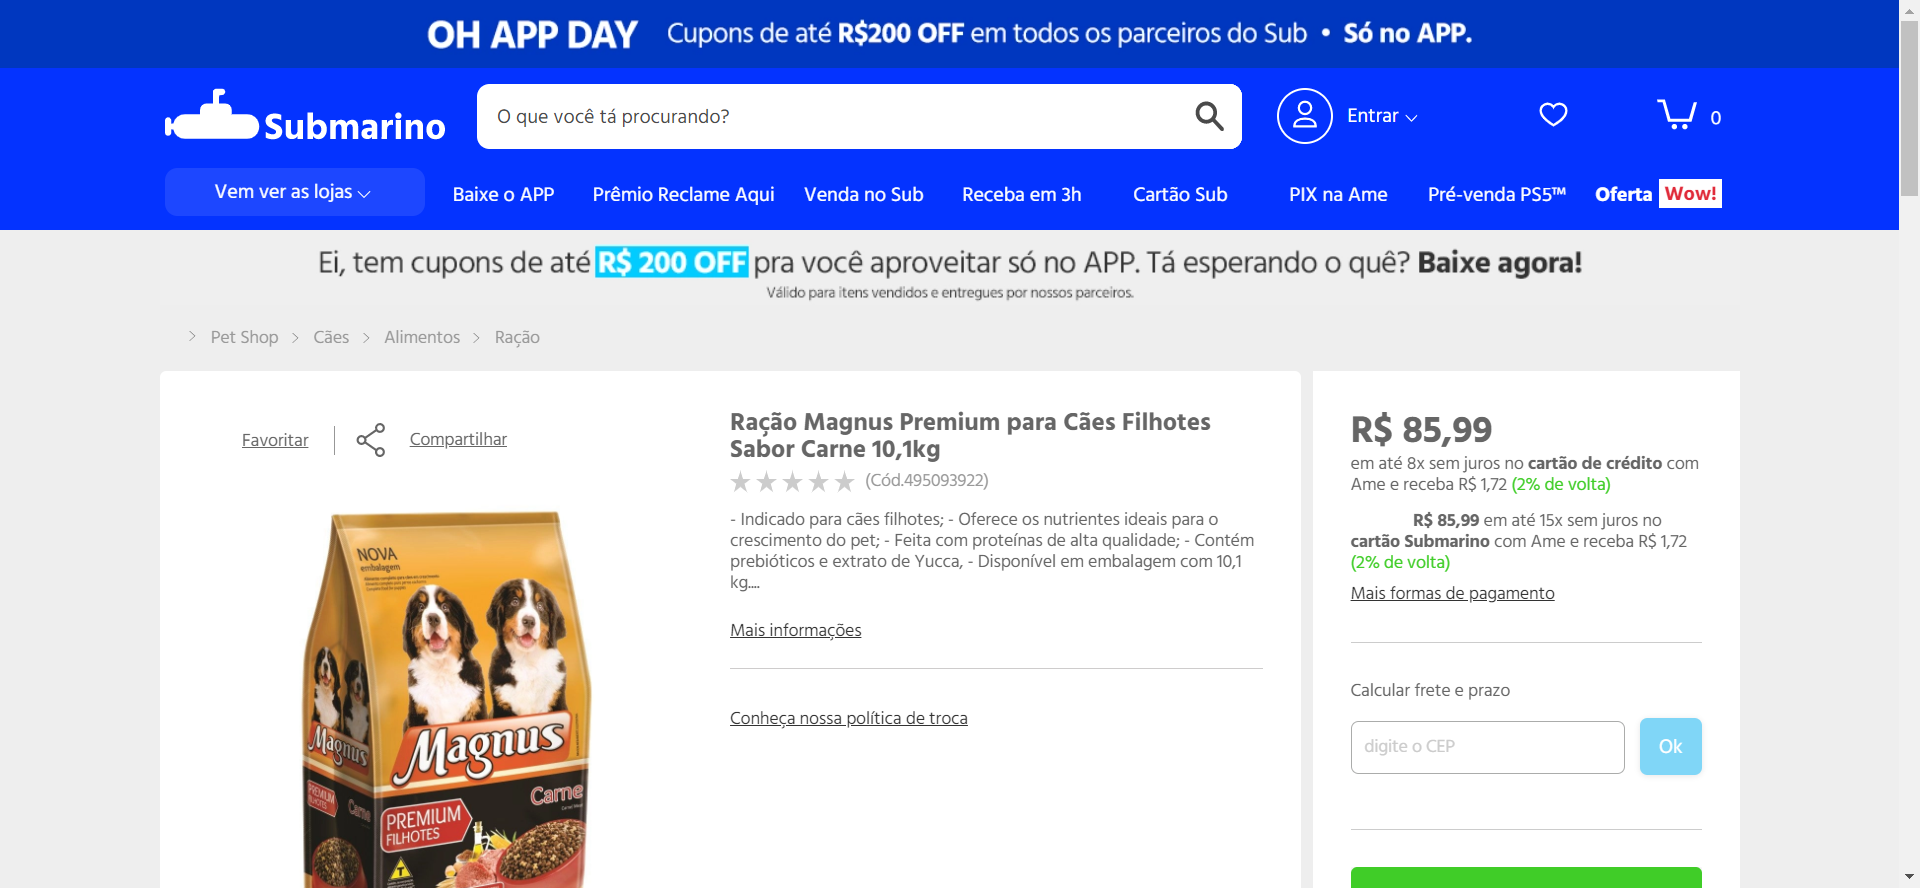 OH APP DAY Cupons de até R$200 OFF em todos os parceiros do Sub • Só no APP.
Submarino
O que você tá procurando?
Entrar
0
Vem ver as lojas
Baixe o APP
Prêmio Reclame Aqui
Venda no Sub
Receba em 3h
Cartão Sub
PIX na Ame
Pré-venda PS5™
Oferta Wow!
Ei, tem cupons de até R$ 200 OFF pra você aproveitar só no APP. Tá esperando o quê? Baixe agora!
Válido para itens vendidos e entregues por nossos parceiros.
Pet Shop > Cães > Alimentos > Ração
Favoritar
Compartilhar
NOVA
embalagem
Magnus
Magnus
PREMIUM
FILHOTES
Carne
Carne
PREMIUM
FILHOTES
T
Ração Magnus Premium para Cães Filhotes
Sabor Carne 10,1kg
(Cód.495093922)
- Indicado para cães filhotes; - Oferece os nutrientes ideais para o
crescimento do pet; - Feita com proteínas de alta qualidade; - Contém
prebióticos e extrato de Yucca, - Disponível em embalagem com 10,1
kg....
Mais informações
Conheça nossa política de troca
R$ 85,99
em até 8x sem juros no cartão de crédito com
Ame e receba R$ 1,72 (2% de volta)
R$ 85,99 em até 15x sem juros no
cartão Submarino com Ame e receba R$ 1,72
(2% de volta)
Mais formas de pagamento
Calcular frete e prazo
digite o CEP
Ok